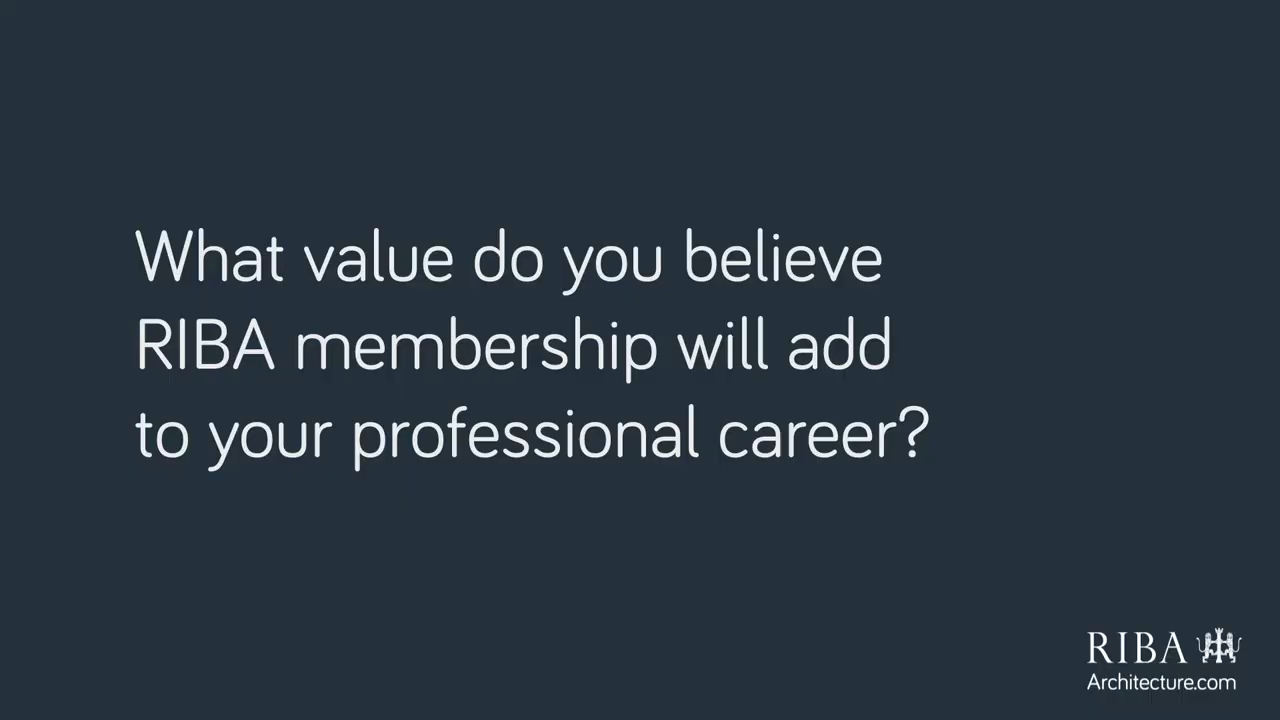 What value do you believe
RIBA membership will add
to your professional career?
RIBA
Architecture.com